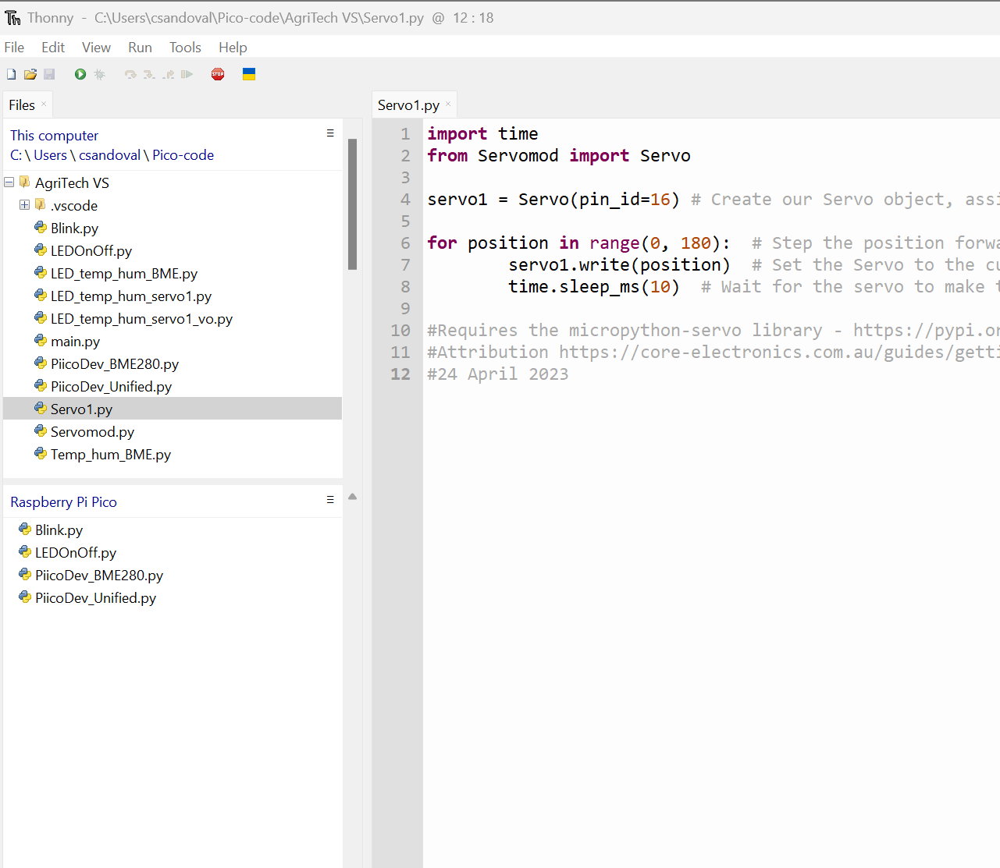 Thonny - C:\Users\csandoval\Pico-code\AgriTech VS\Servo1.py @ 12 : 18
File Edit View Run Tools Help
STOP
Files
Servo1.py
This computer
C: \ Users \ csandoval \ Pico-code
AgriTech VS
.vscode
Blink.py
LEDOnOff.py
LED_temp_hum_BME.py
LED_temp_hum_servo1.py
LED_temp_hum_servo1_vo.py
main.py
PiicoDev_BME280.py
PiicoDev_Unified.py
Servo1.py
Servomod.py
Temp_hum_BME.py
Raspberry Pi Pico
Blink.py
LEDOnOff.py
PiicoDev_BME280.py
PiicoDev_Unified.py
1 import time
2 from Servomod import Servo
3
4 servo1 = Servo(pin_id=16) # Create our Servo object, assi
5
6 for position in range(0, 180):  # Step the position forwa
7         servo1.write(position)  # Set the Servo to the cu
8         time.sleep_ms(10)  # Wait for the servo to make t
9
10 #Requires the micropython-servo library - https://pypi.or
11 #Attribution https://core-electronics.com.au/guides/getti
12 #24 April 2023